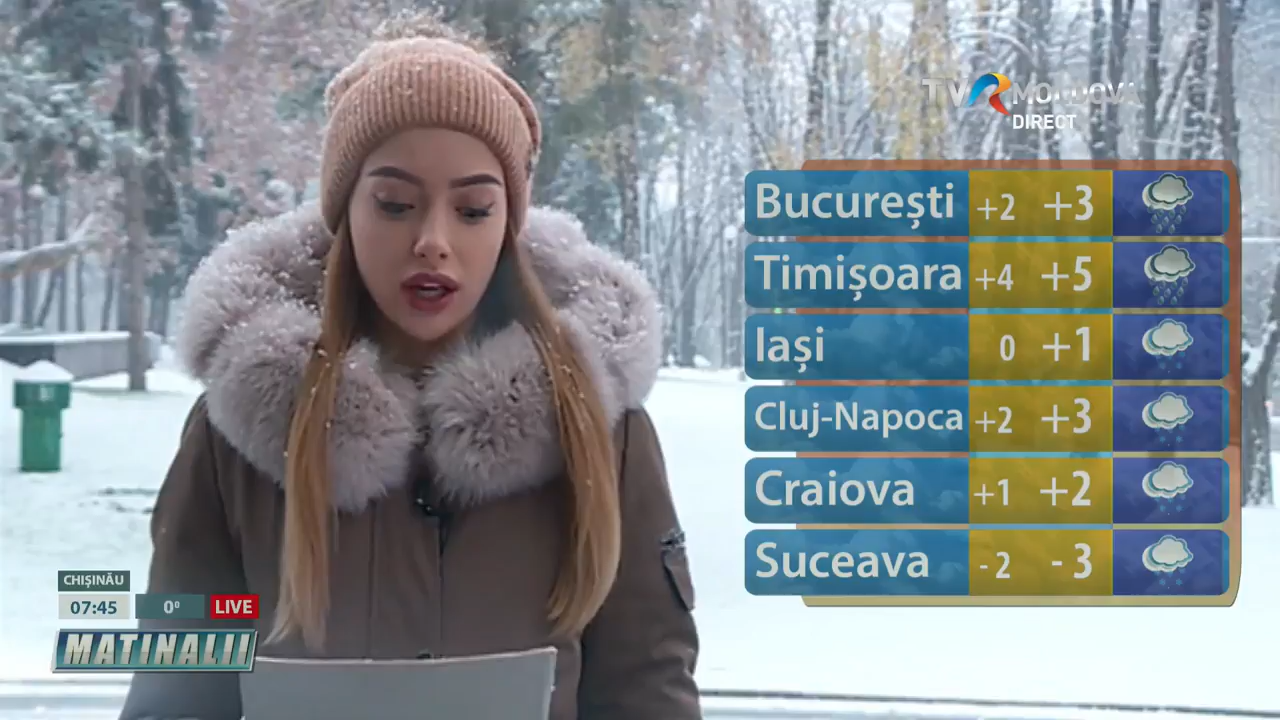 TVR MOLDOVA
DIRECT
București +2 +3
Timișoara +4 +5
Iași 0 +1
Cluj-Napoca +2 +3
Craiova +1 +2
Suceava -2 -3
CHIȘINĂU
07:45 0° LIVE
MATINALII